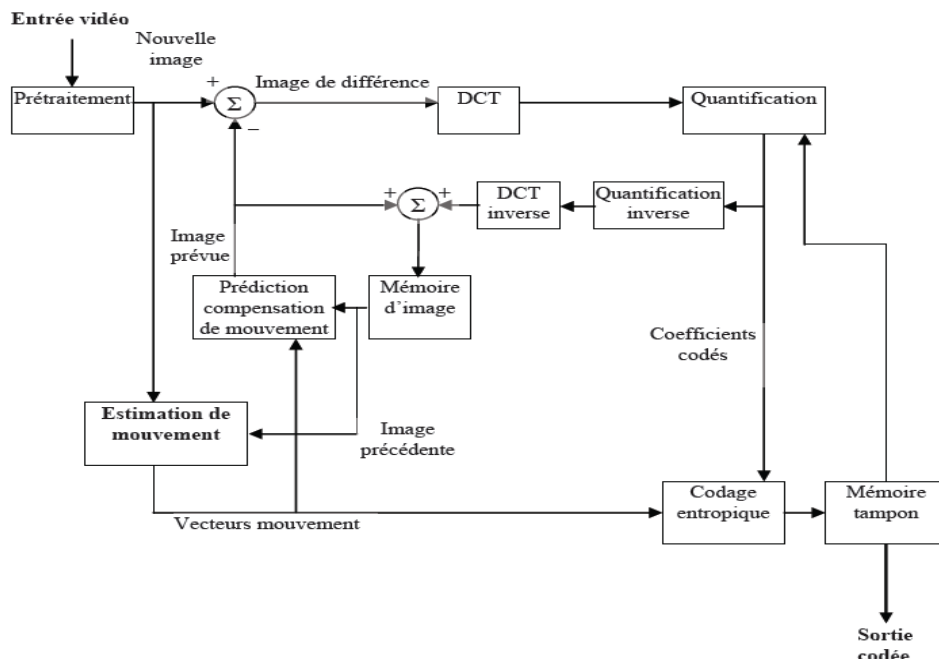 Entrée vidéo
Nouvelle
image
Prétraitement
+
Σ
−
Image de différence
DCT
Quantification
+
Σ
+
DCT
inverse
Quantification
inverse
Image
prévue
Prédiction
compensation
de mouvement
Mémoire
d’image
Coefficients
codés
Estimation de
mouvement
Image
précédente
Vecteurs mouvement
Codage
entropique
Mémoire
tampon
Sortie
codée